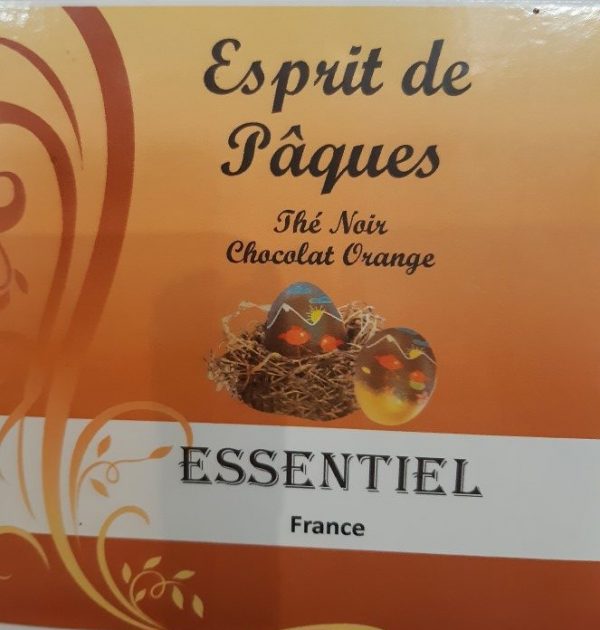 Esprit de
Pâques
Thé Noir
Chocolat Orange
ESSENTIEL
France